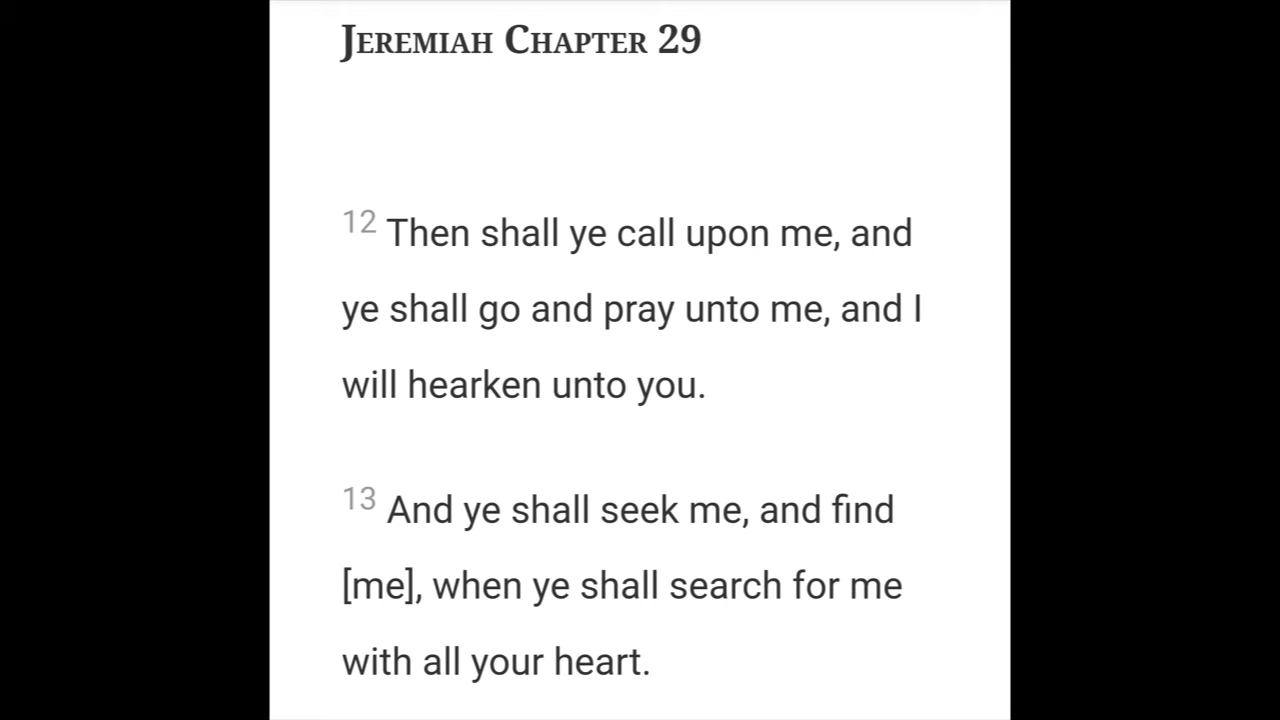 Jeremiah Chapter 29
12 Then shall ye call upon me, and
ye shall go and pray unto me, and I
will hearken unto you.
13 And ye shall seek me, and find
[me], when ye shall search for me
with all your heart.